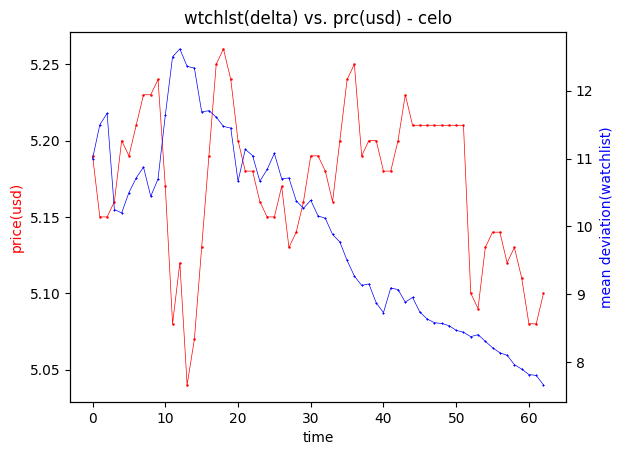 wtchlst(delta) vs. prc(usd) - celo
price(usd)
5.25
5.20
5.15
5.10
5.05
12
11
10
9
8
mean deviation(watchlist)
0 10 20 30 40 50 60
time